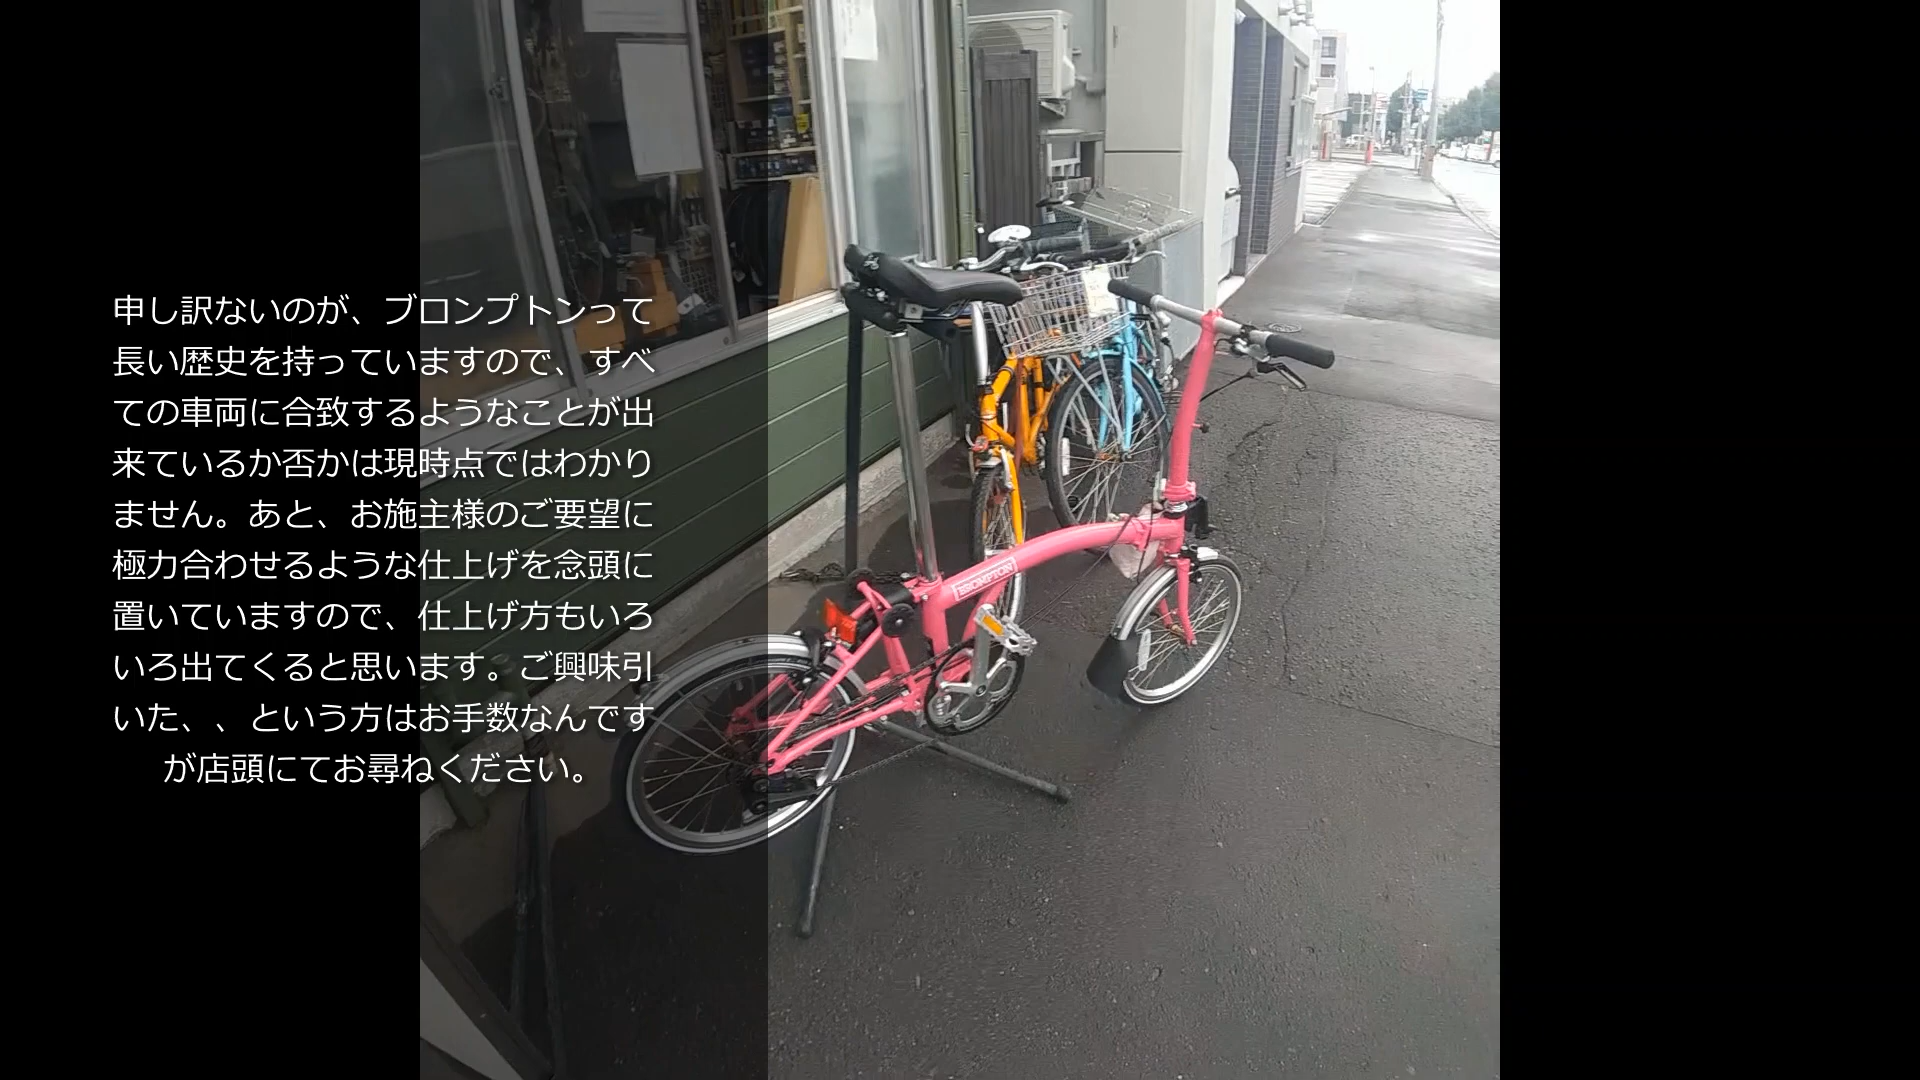 申し訳ないのが、ブロンプトンって
長い歴史を持っていますので、すべ
ての車両に合致するようなことが出
来ているか否かは現時点ではわかり
ません。あと、お施主様のご要望に
極力合わせるような仕上げを念頭に
置いていますので、仕上げ方もいろ
いろ出てくると思います。ご興味引
いた、、という方はお手数なんです
が店頭にてお尋ねください。
BROMPTON